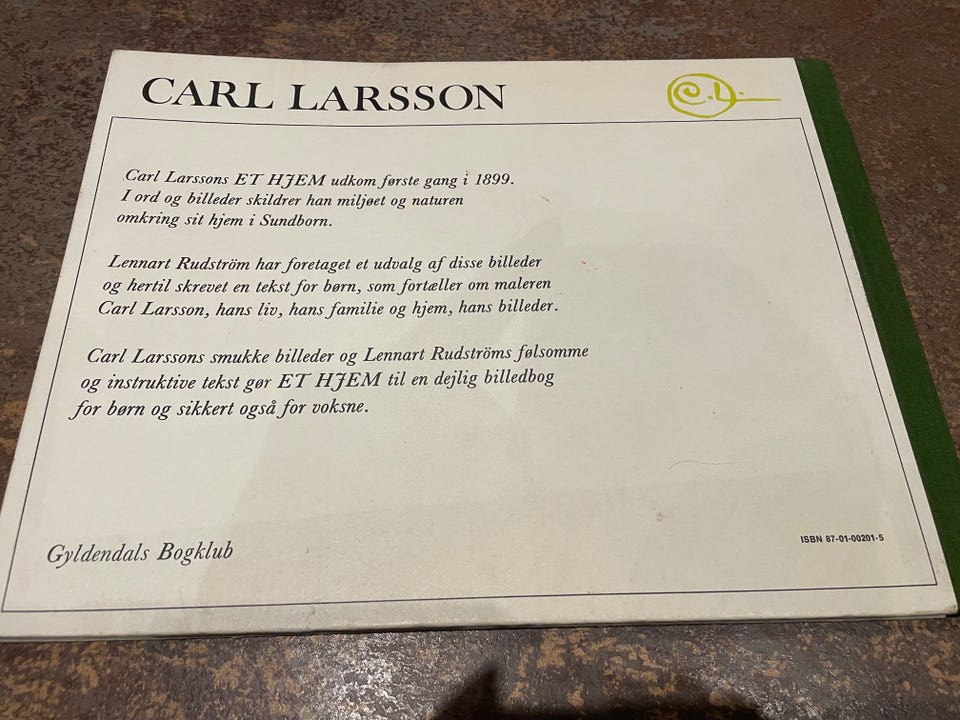 CARL LARSSON
C.L.
Carl Larssons ET HJEM udkom første gang i 1899.
I ord og billeder skildrer han miljøet og naturen
omkring sit hjem i Sundborn.
Lennart Rudström har foretaget et udvalg af disse billeder
og hertil skrevet en tekst for børn, som fortæller om maleren
Carl Larsson, hans liv, hans familie og hjem, hans billeder.
Carl Larssons smukke billeder og Lennart Rudströms følsomme
og instruktive tekst gør ET HJEM til en dejlig billedbog
for børn og sikkert også for voksne.
Gyldendals Bogklub
ISBN 87-01-00201-5